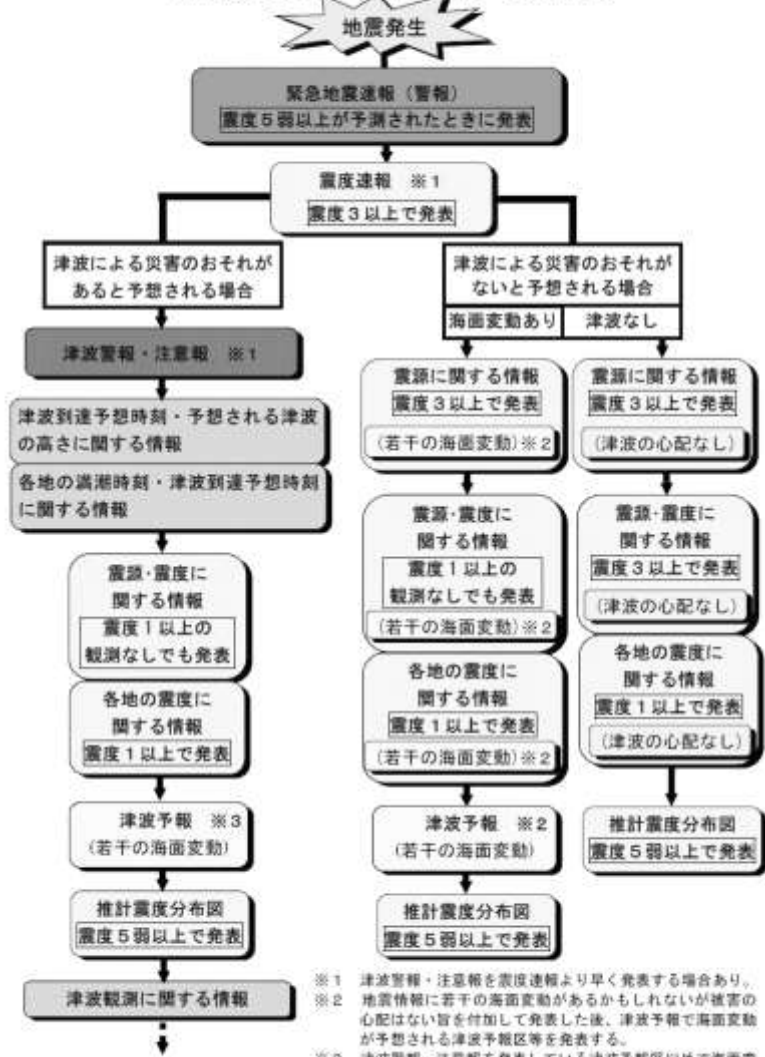 地震発生
緊急地震速報（警報）
震度５弱以上が予測されたときに発表
震度速報　※１
震度３以上で発表
津波による災害のおそれが
あると予想される場合
津波警報・注意報　※１
津波到達予想時刻・予想される津波
の高さに関する情報
各地の満潮時刻・津波到達予想時刻
に関する情報
震源・震度に
関する情報
震度１以上の
観測なしでも発表
各地の震度に
関する情報
震度１以上で発表
津波予報　※３
（若干の海面変動）
推計震度分布図
震度５弱以上で発表
津波観測に関する情報
津波による災害のおそれが
ないと予想される場合
海面変動あり
震源に関する情報
震度３以上で発表
（若干の海面変動）※２
震源・震度に
関する情報
震度１以上の
観測なしでも発表
（若干の海面変動）※２
各地の震度に
関する情報
震度１以上で発表
（若干の海面変動）※２
津波予報　※２
（若干の海面変動）
推計震度分布図
震度５弱以上で発表
津波なし
震源に関する情報
震度３以上で発表
（津波の心配なし）
震源・震度に
関する情報
震度３以上で発表
（津波の心配なし）
各地の震度に
関する情報
震度１以上で発表
（津波の心配なし）
推計震度分布図
震度５弱以上で発表
※１　津波警報・注意報を震度速報より早く発表する場合あり。
※２　地震情報に若干の海面変動があるかもしれないが被害の
心配はない旨を付加して発表した後、津波予報で海面変動
が予想される津波予報区等を発表する。